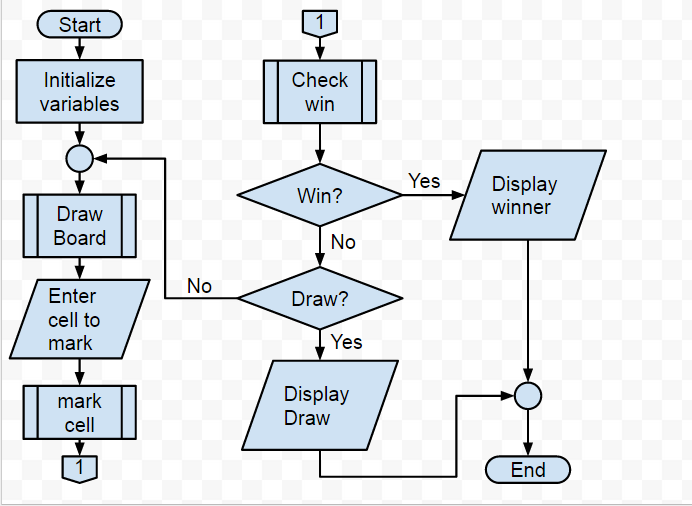 Start
Initialize
variables
Draw
Board
Enter
cell to
mark
mark
cell
1
1
Check
win
Win?
Yes
Display
winner
No
Draw?
No
Yes
Display
Draw
End